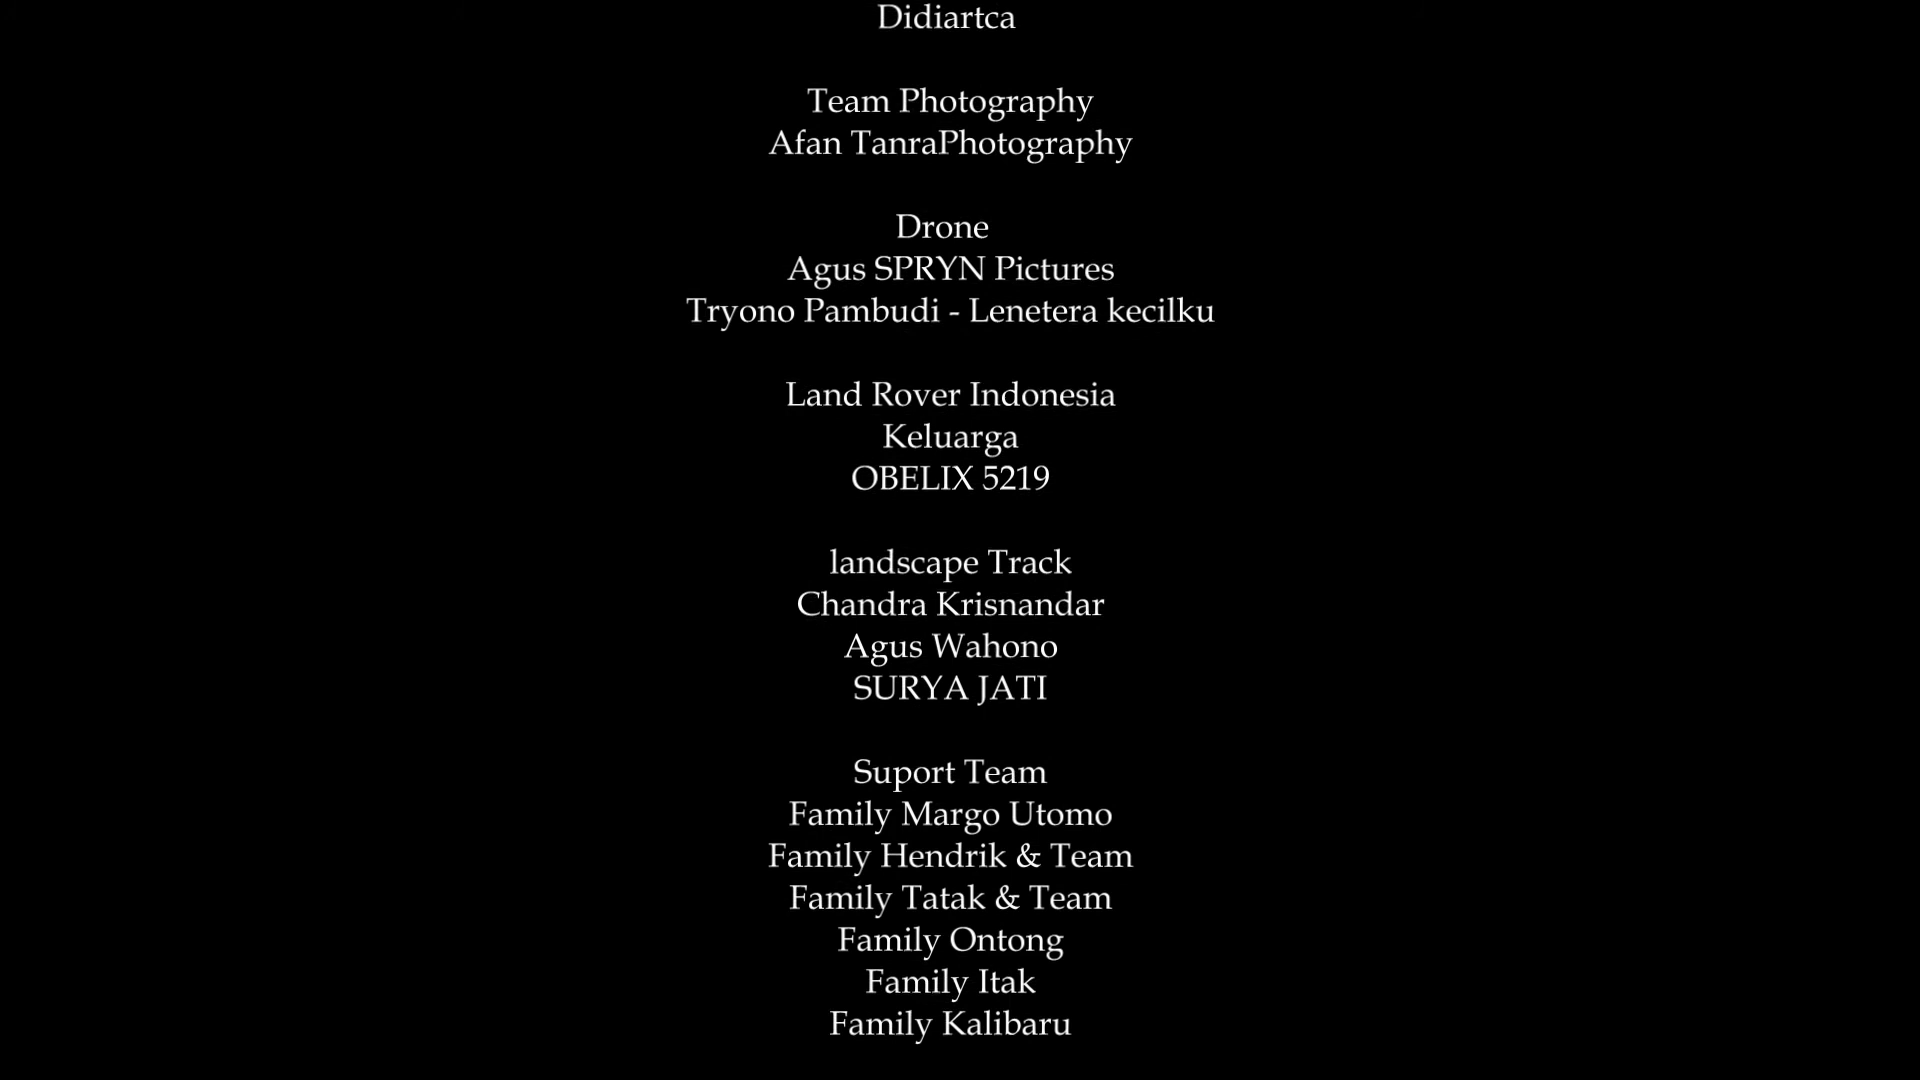 Didiartca
Team Photography
Afan TanraPhotography
Drone
Agus SPRYN Pictures
Tryono Pambudi - Lenetera kecilku
Land Rover Indonesia
Keluarga
OBELIX 5219
landscape Track
Chandra Krisnandar
Agus Wahono
SURYA JATI
Suport Team
Family Margo Utomo
Family Hendrik & Team
Family Tatak & Team
Family Ontong
Family Itak
Family Kalibaru